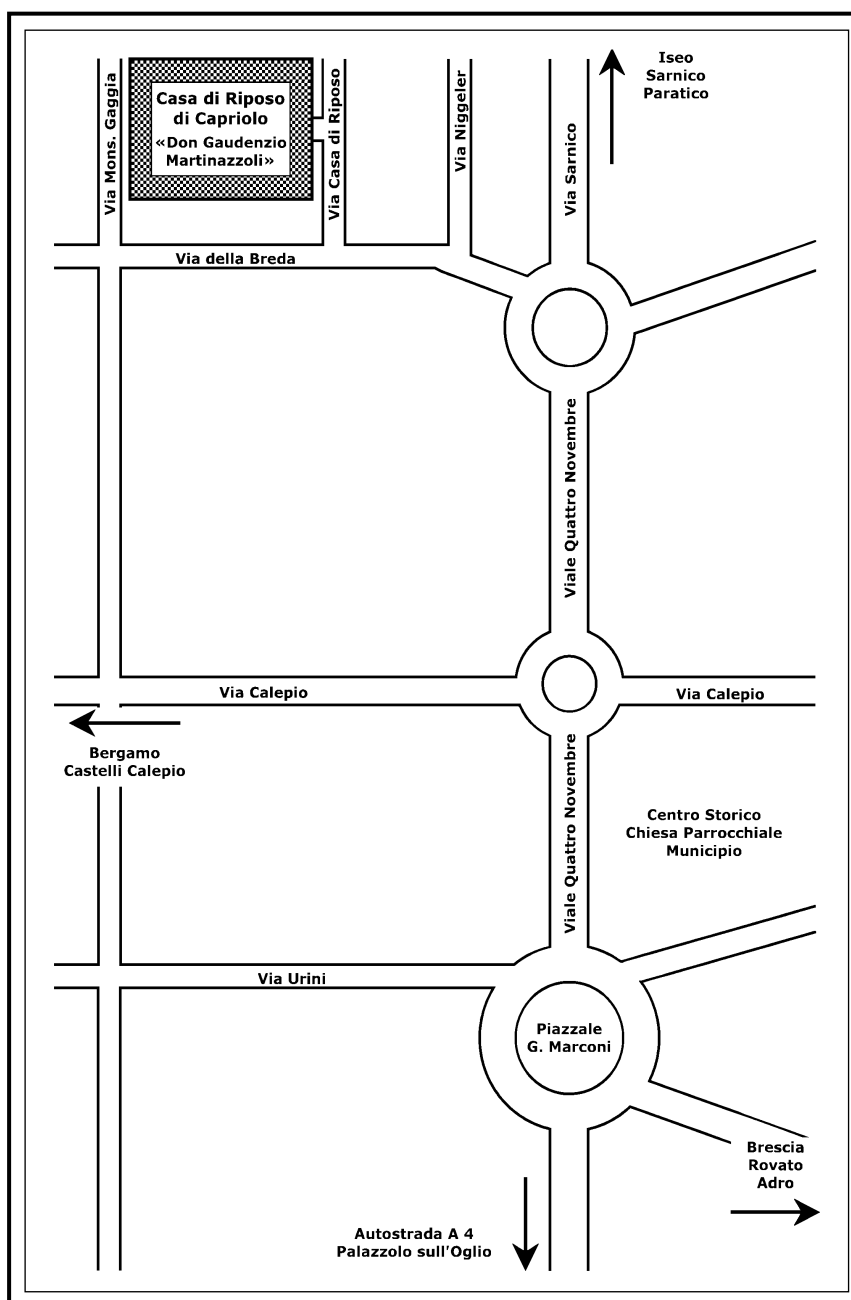 Iseo
Sarnico
Paratico
Casa di Riposo
di Capriolo
«Don Gaudenzio
Martinazzoli»
Via Mons. Gaggia
Via Casa di Riposo
Via Niggeler
Via Sarnico
Via della Breda
Viale Quattro Novembre
Via Calepio
Via Calepio
Bergamo
Castelli Calepio
Viale Quattro Novembre
Centro Storico
Chiesa Parrocchiale
Municipio
Via Urini
Piazzale
G. Marconi
Brescia
Rovato
Adro
Autostrada A 4
Palazzolo sull'Oglio